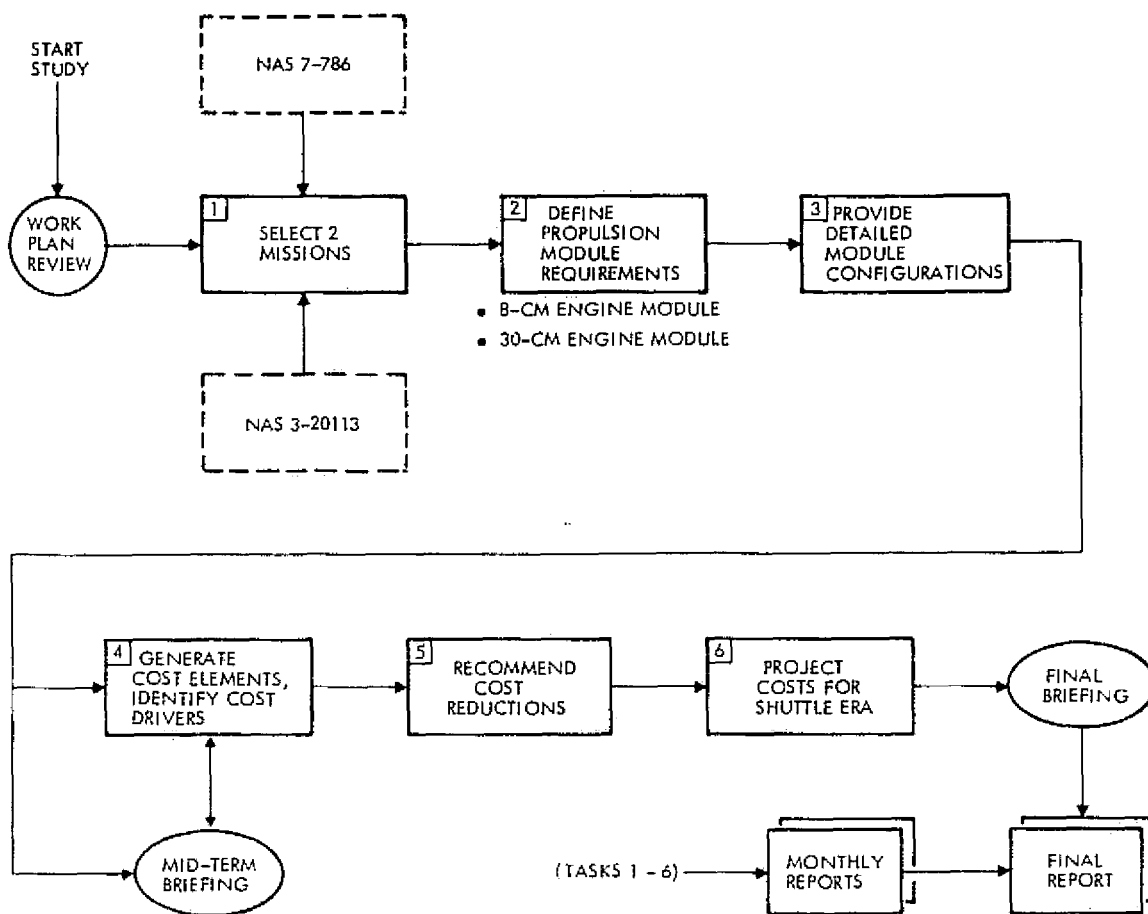 START
STUDY
NAS 7-786
WORK
PLAN
REVIEW
1
SELECT 2
MISSIONS
2
DEFINE
PROPULSION
MODULE
REQUIREMENTS
• 8-CM ENGINE MODULE
• 30-CM ENGINE MODULE
3
PROVIDE
DETAILED
MODULE
CONFIGURATIONS
NAS 3-20113
4
GENERATE
COST ELEMENTS,
IDENTIFY COST
DRIVERS
5
RECOMMEND
COST
REDUCTIONS
6
PROJECT
COSTS FOR
SHUTTLE ERA
FINAL
BRIEFING
MID-TERM
BRIEFING
(TASKS 1 - 6)
MONTHLY
REPORTS
FINAL
REPORT